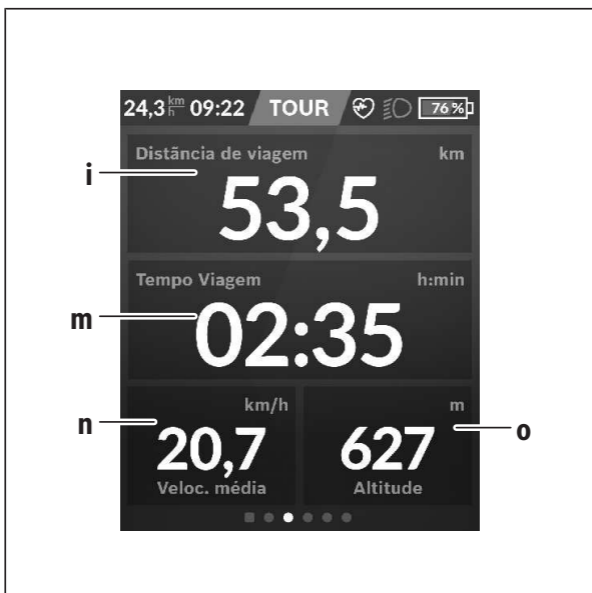 24,3 km/h 09:22 TOUR 76 %
Distância de viagem km
i
53,5
Tempo Viagem h:min
m
02:35
km/h m
n o
20,7 627
Veloc. média Altitude